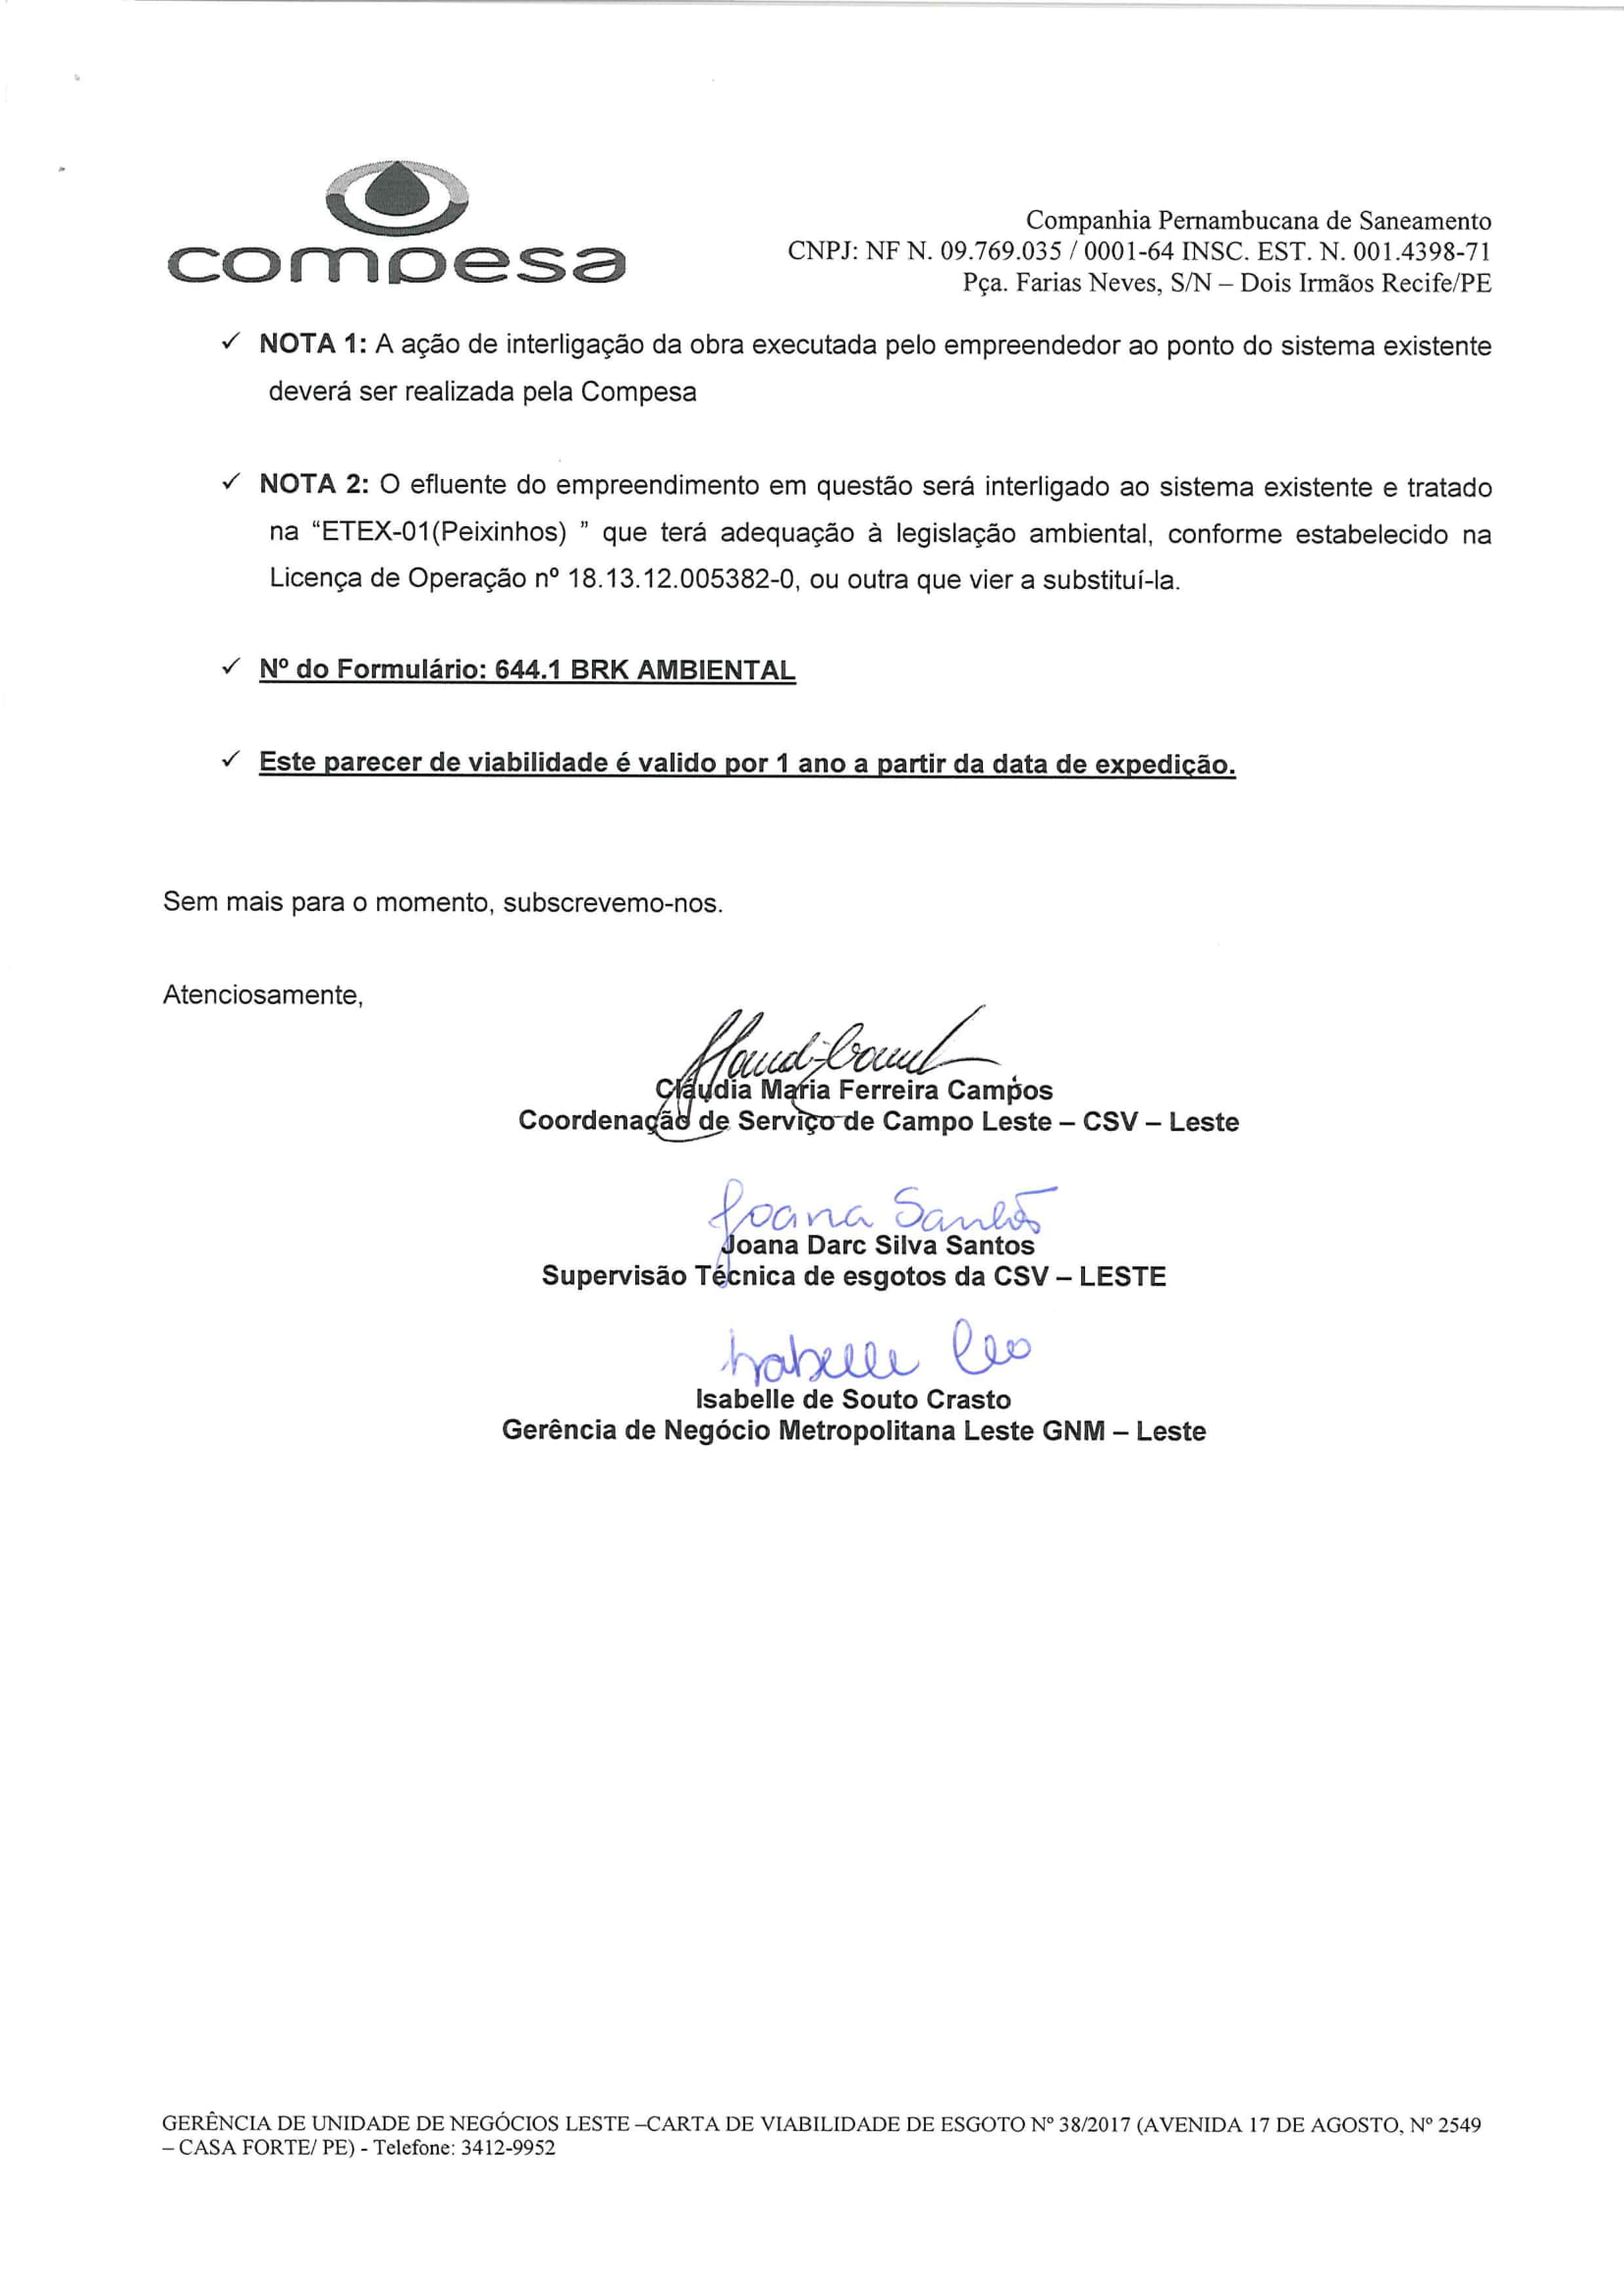 compesa
Companhia Pernambucana de Saneamento
CNPJ: NF N. 09.769.035 / 0001-64 INSC. EST. N. 001.4398-71
Pça. Farias Neves, S/N – Dois Irmãos Recife/PE
✓ NOTA 1: A ação de interligação da obra executada pelo empreendedor ao ponto do sistema existente
deverá ser realizada pela Compesa
✓ NOTA 2: O efluente do empreendimento em questão será interligado ao sistema existente e tratado
na “ETEX-01(Peixinhos) ” que terá adequação à legislação ambiental, conforme estabelecido na
Licença de Operação nº 18.13.12.005382-0, ou outra que vier a substituí-la.
✓ Nº do Formulário: 644.1 BRK AMBIENTAL
✓ Este parecer de viabilidade é valido por 1 ano a partir da data de expedição.
Sem mais para o momento, subscrevemo-nos.
Atenciosamente,
Cláudia Maria Ferreira Campos
Coordenação de Serviço de Campo Leste – CSV – Leste
Joana Santos
Joana Darc Silva Santos
Supervisão Técnica de esgotos da CSV – LESTE
Isabelle
Isabelle de Souto Crasto
Gerência de Negócio Metropolitana Leste GNM – Leste
GERÊNCIA DE UNIDADE DE NEGÓCIOS LESTE –CARTA DE VIABILIDADE DE ESGOTO Nº 38/2017 (AVENIDA 17 DE AGOSTO, Nº 2549
– CASA FORTE/ PE) - Telefone: 3412-9952